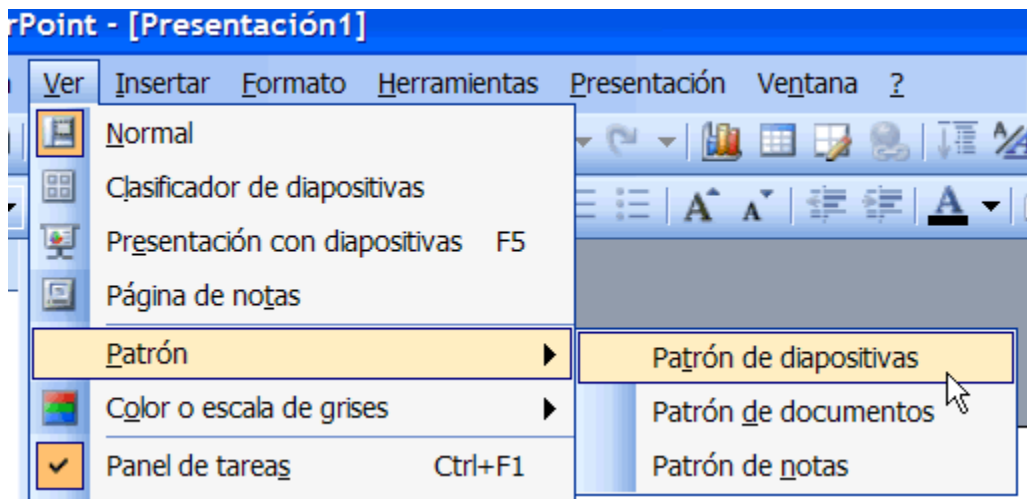 rPoint - [Presentación1]
Ver Insertar Formato Herramientas Presentación Ventana ?
Normal
Clasificador de diapositivas
Presentación con diapositivas F5
Página de notas
Patrón
Patrón de diapositivas
Color o escala de grises
Patrón de documentos
Panel de tareas Ctrl+F1
Patrón de notas